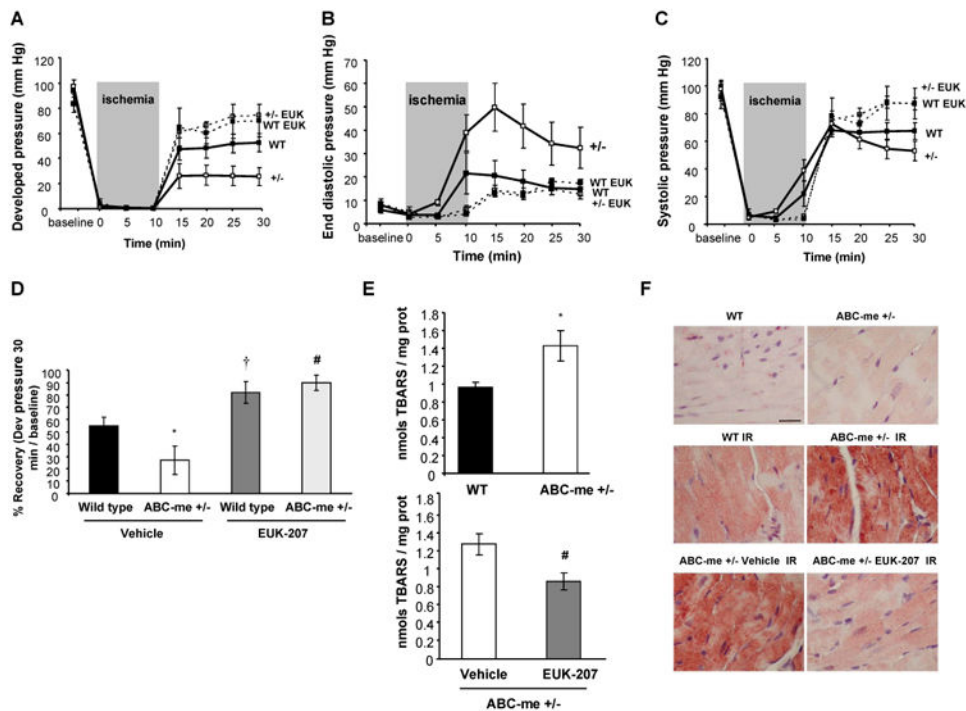 A
Developed pressure (mm Hg)
120
100
80
60
40
20
0
ischemia
+/- EUK
WT EUK
WT
+/-
baseline 0 5 10 15 20 25 30
Time (min)
B
End diastolic pressure (mm Hg)
70
60
50
40
30
20
10
0
ischemia
+/-
WT EUK
WT
+/- EUK
baseline 0 5 10 15 20 25 30
Time (min)
C
Systolic pressure (mm Hg)
120
100
80
60
40
20
0
ischemia
+/- EUK
WT EUK
WT
+/-
baseline 0 5 10 15 20 25 30
Time (min)
D
% Recovery (Dev pressure 30
min / baseline)
100
90
80
70
60
50
40
30
20
10
0
*
†
#
Wild type ABC-me +/- Wild type ABC-me +/-
Vehicle EUK-207
E
nmols TBARS / mg prot
1.8
1.6
1.4
1.2
1
0.8
0.6
0.4
0.2
0
*
WT ABC-me +/-
nmols TBARS / mg prot
1.6
1.4
1.2
1
0.8
0.6
0.4
0.2
0
#
Vehicle EUK-207
ABC-me +/-
F
WT ABC-me +/-
WT IR ABC-me +/- IR
ABC-me +/- Vehicle IR ABC-me +/- EUK-207 IR